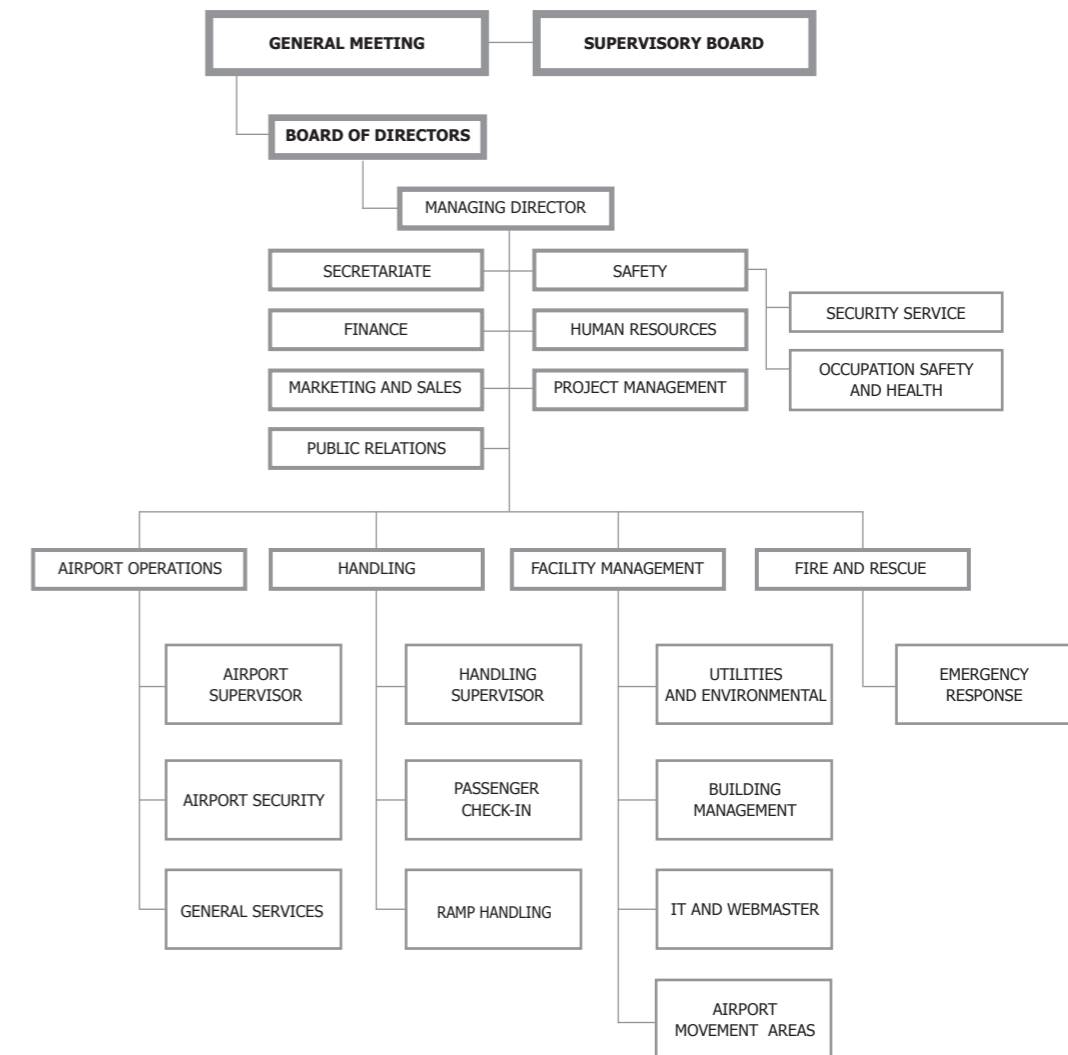 GENERAL MEETING
SUPERVISORY BOARD
BOARD OF DIRECTORS
MANAGING DIRECTOR
SECRETARIATE
SAFETY
SECURITY SERVICE
FINANCE
HUMAN RESOURCES
OCCUPATION SAFETY
AND HEALTH
MARKETING AND SALES
PROJECT MANAGEMENT
PUBLIC RELATIONS
AIRPORT OPERATIONS
HANDLING
FACILITY MANAGEMENT
FIRE AND RESCUE
AIRPORT
SUPERVISOR
HANDLING
SUPERVISOR
UTILITIES
AND ENVIRONMENTAL
EMERGENCY
RESPONSE
AIRPORT SECURITY
PASSENGER
CHECK-IN
BUILDING
MANAGEMENT
GENERAL SERVICES
RAMP HANDLING
IT AND WEBMASTER
AIRPORT
MOVEMENT AREAS